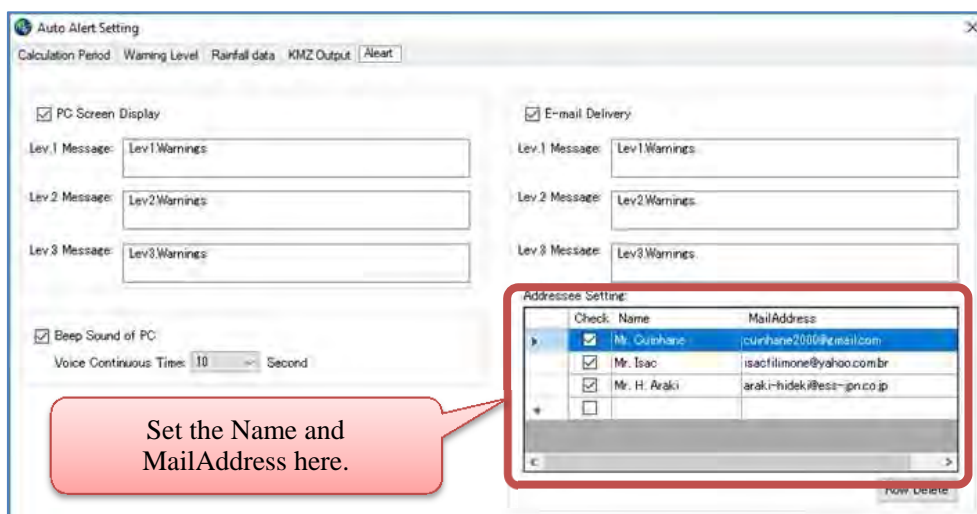 Auto Alert Setting
Calculation Period Warning Level Rainfall data KMZ Output Aleart
PC Screen Display
Lev.1 Message: Lev1.Warnings.
Lev.2 Message: Lev2.Warnings.
Lev.3 Message: Lev3.Warnings.
Beep Sound of PC
Voice Continuous Time: 10 Second
E-mail Delivery
Lev.1 Message: Lev1.Warnings.
Lev.2 Message: Lev2.Warnings.
Lev.3 Message: Lev3.Warnings.
Addressee Setting:
Check Name MailAddress
Mr. Cuinhane cuinhane2000@gmail.com
Mr. Isac isacfilimone@yahoo.com.br
Mr. H. Araki araki-hideki@ess-jpn.co.jp
Row Delete
Set the Name and
MailAddress here.